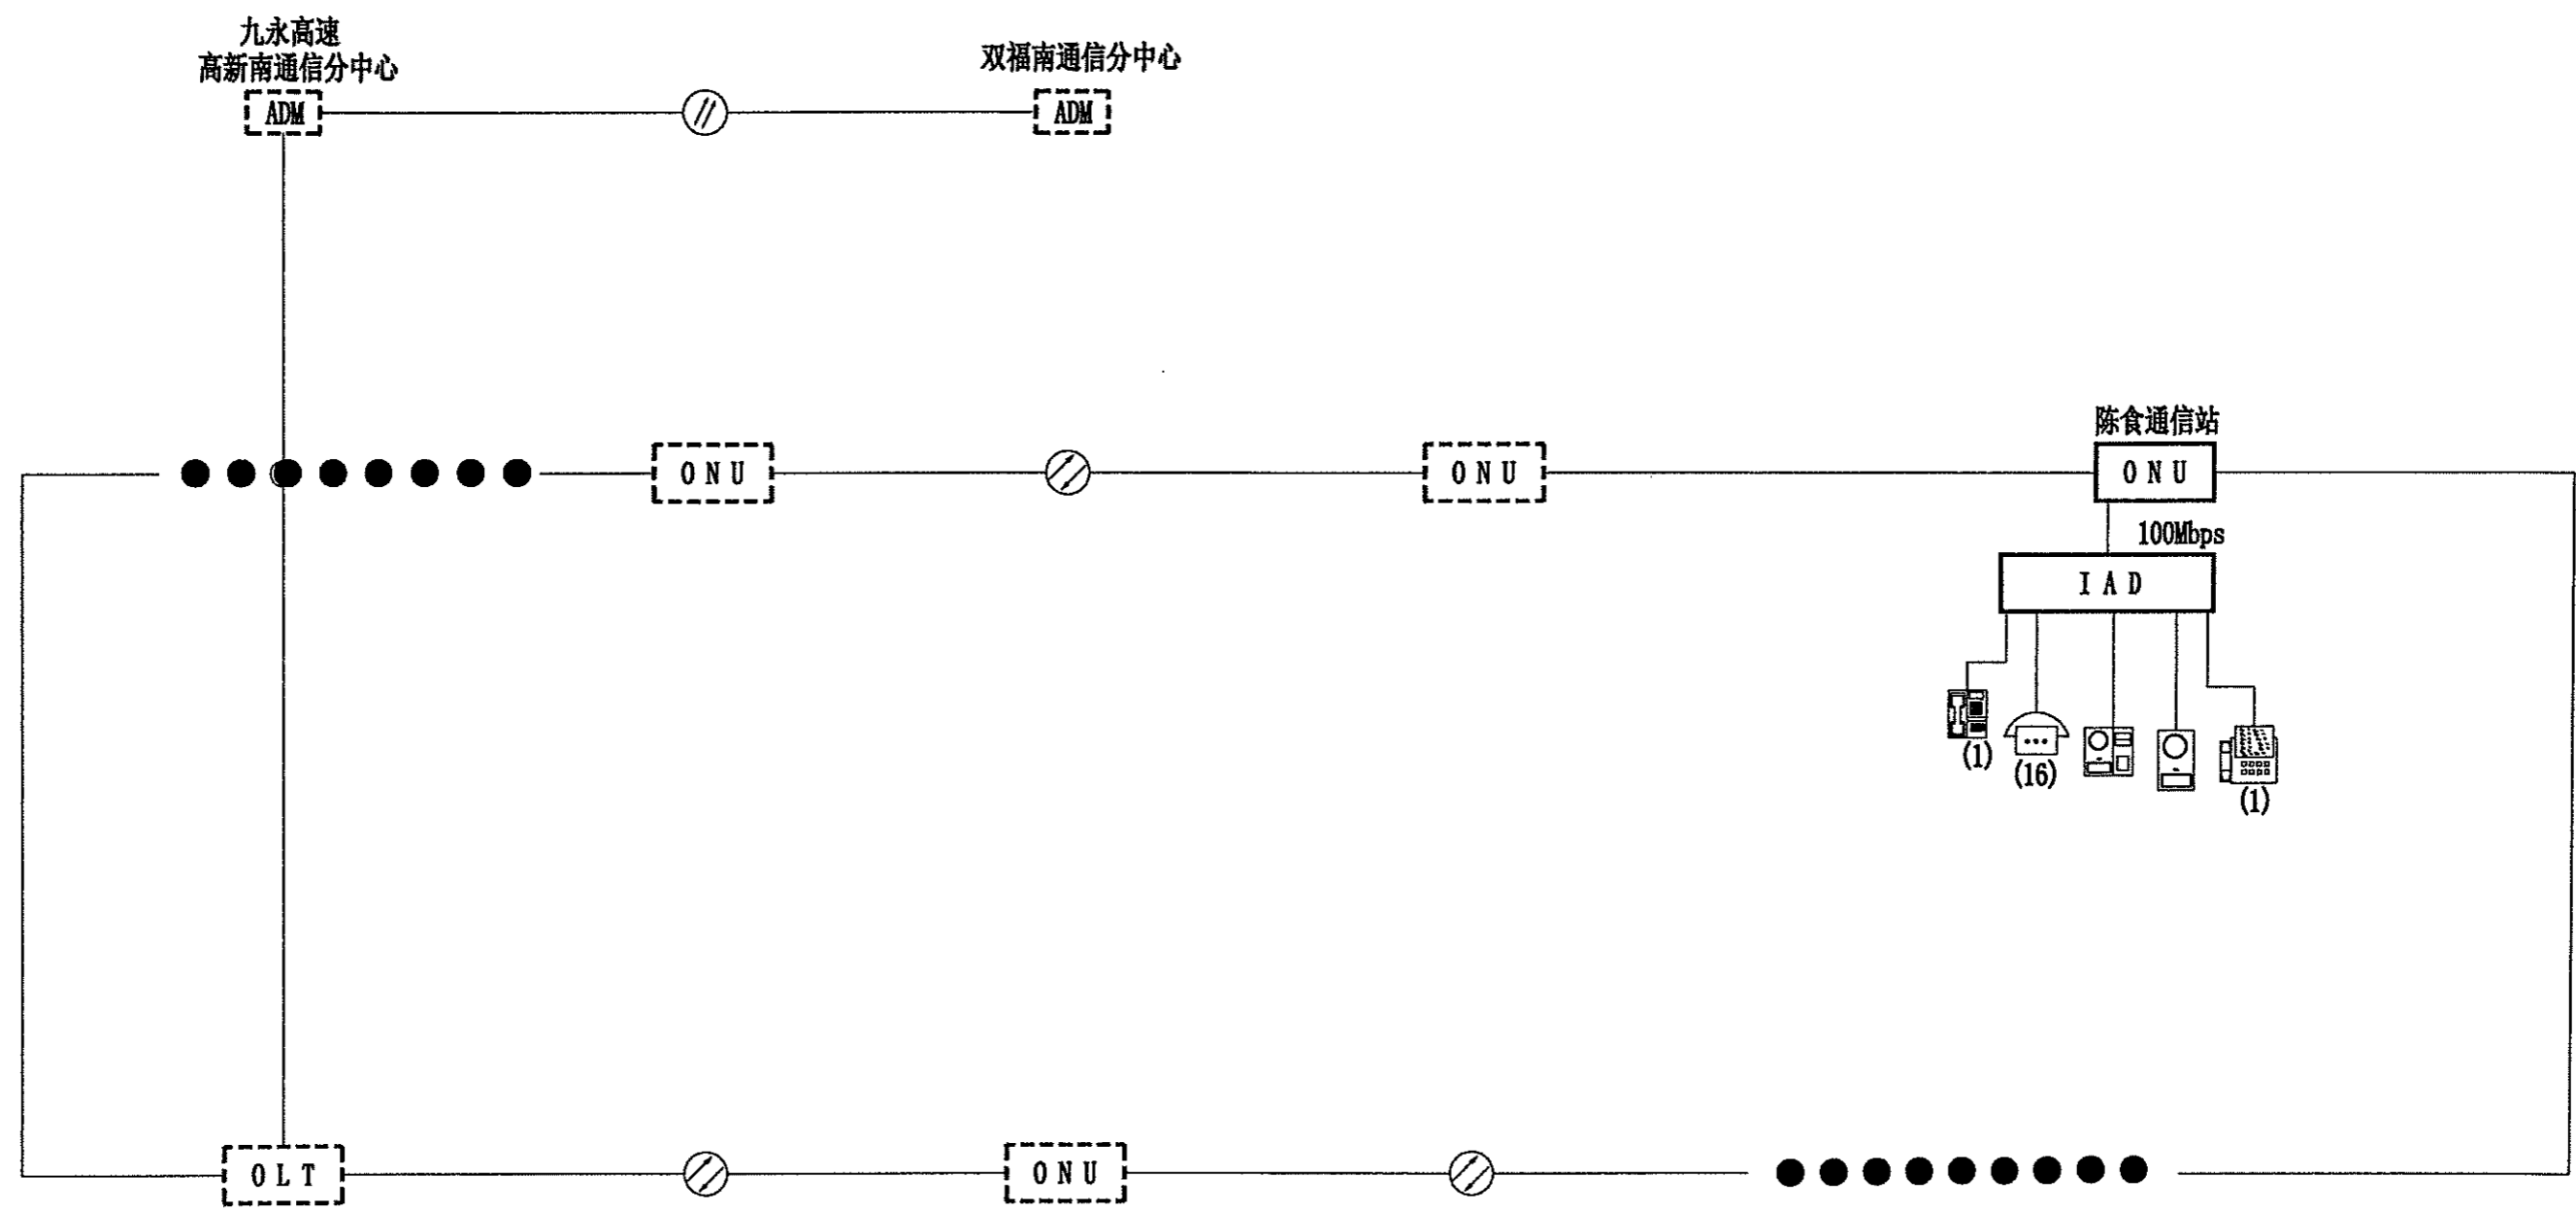 九永高速
高新南通信分中心
双福南通信分中心
ADM
ADM
陈食通信站
ONU
ONU
ONU
100Mbps
IAD
(1)
(16)
(1)
OLT
ONU